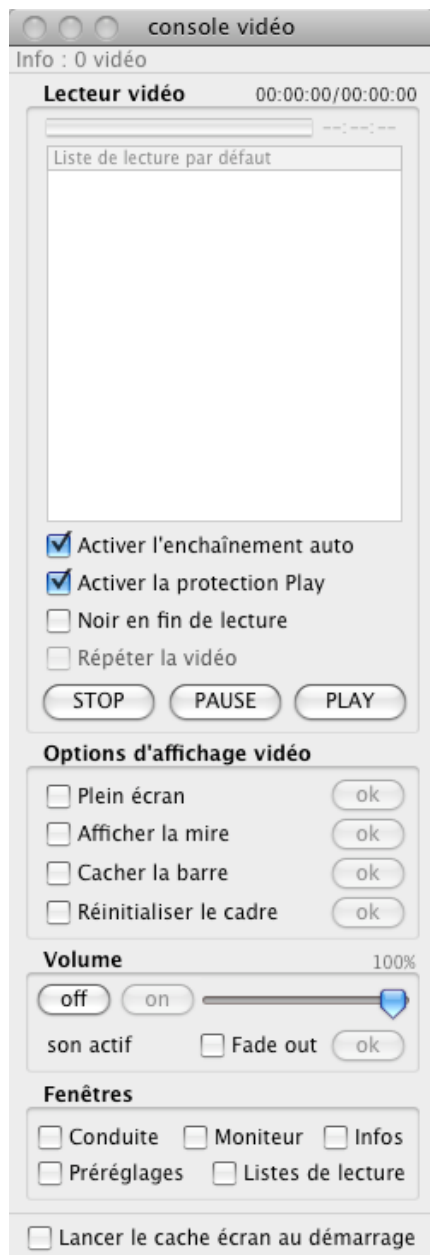 console vidéo
Info : 0 vidéo
Lecteur vidéo 00:00:00/00:00:00
--:--:--
Liste de lecture par défaut
Activer l'enchaînement auto
Activer la protection Play
Noir en fin de lecture
Répéter la vidéo
STOP PAUSE PLAY
Options d'affichage vidéo
Plein écran ok
Afficher la mire ok
Cacher la barre ok
Réinitialiser le cadre ok
Volume 100%
off on
son actif Fade out ok
Fenêtres
Conduite Moniteur Infos
Préréglages Listes de lecture
Lancer le cache écran au démarrage